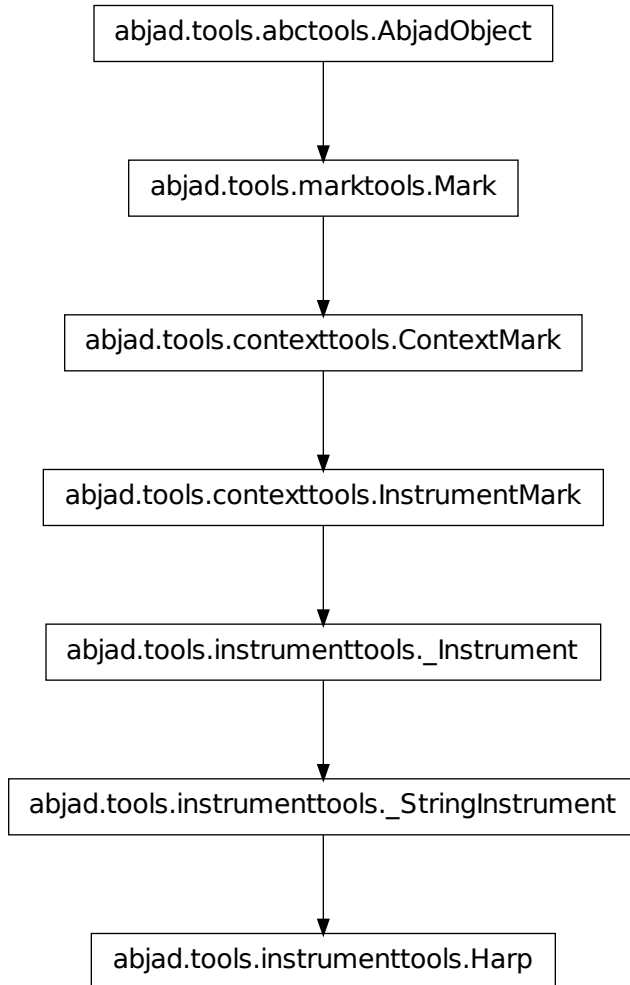 abjad.tools.abctools.AbjadObject
abjad.tools.marktools.Mark
abjad.tools.contexttools.ContextMark
abjad.tools.contexttools.InstrumentMark
abjad.tools.instrumenttools._Instrument
abjad.tools.instrumenttools._StringInstrument
abjad.tools.instrumenttools.Harp